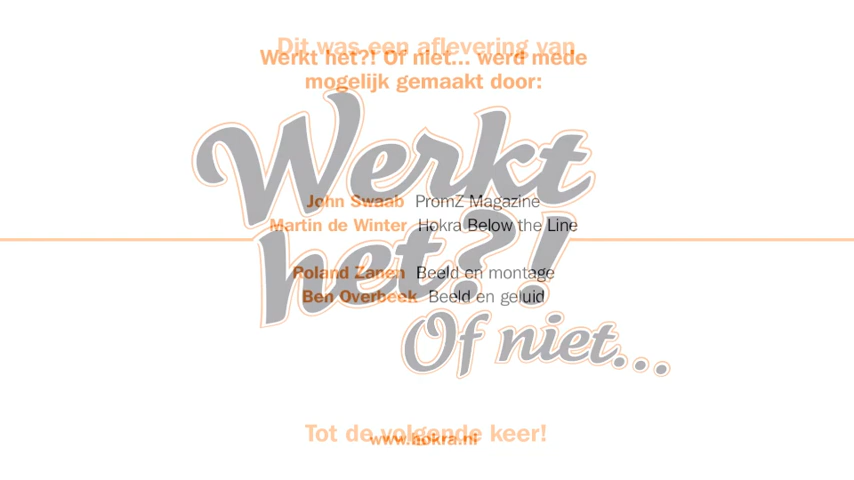 Dit was een aflevering van
Werkt het?! Of niet... werd mede
mogelijk gemaakt door:
Werkt
het?!
Of niet...
John Swaab PromZ Magazine
Martin de Winter Hokra Below the Line
Roland Zanen Beeld en montage
Ben Overbeek Beeld en geluid
Tot de volgende keer!
www.hokra.nl